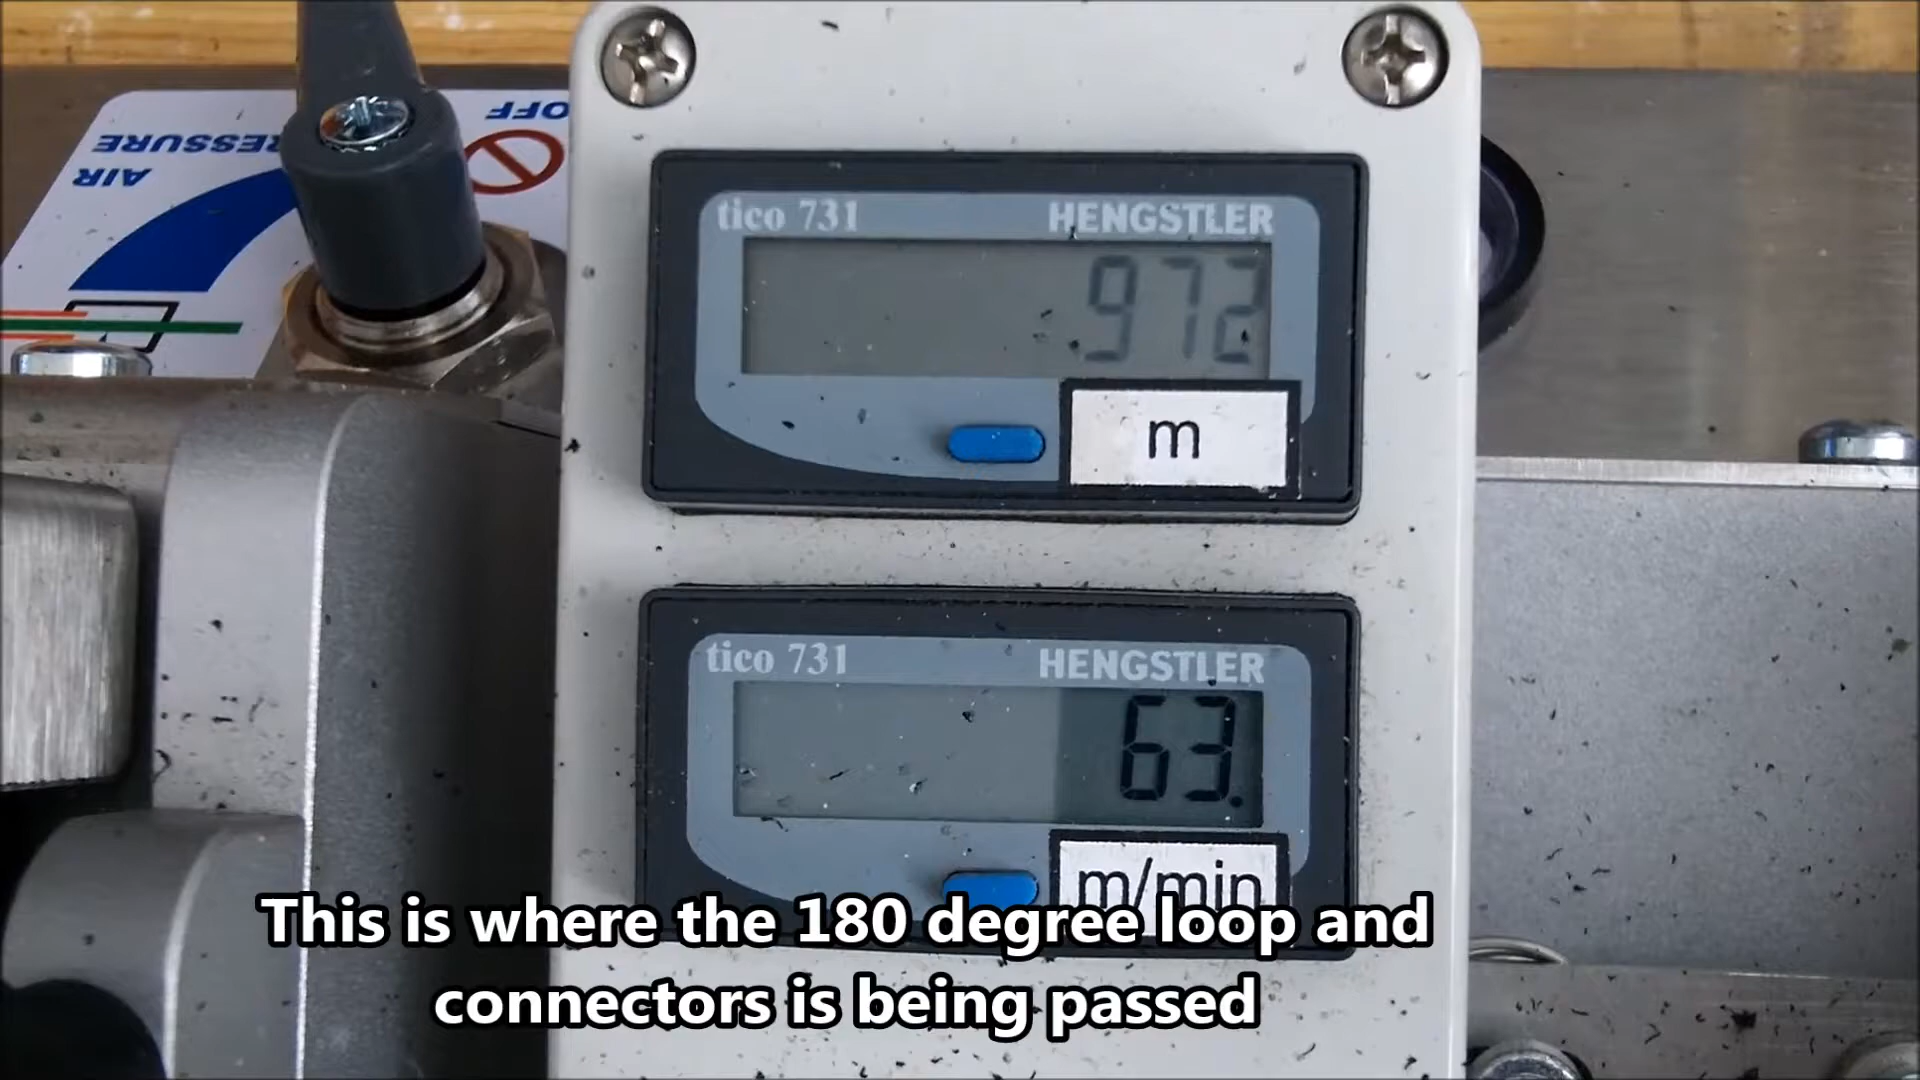 OFF
AIR
PRESSURE
tico 731 HENGSTLER
972
m
tico 731 HENGSTLER
63.
m/min
This is where the 180 degree loop and
connectors is being passed